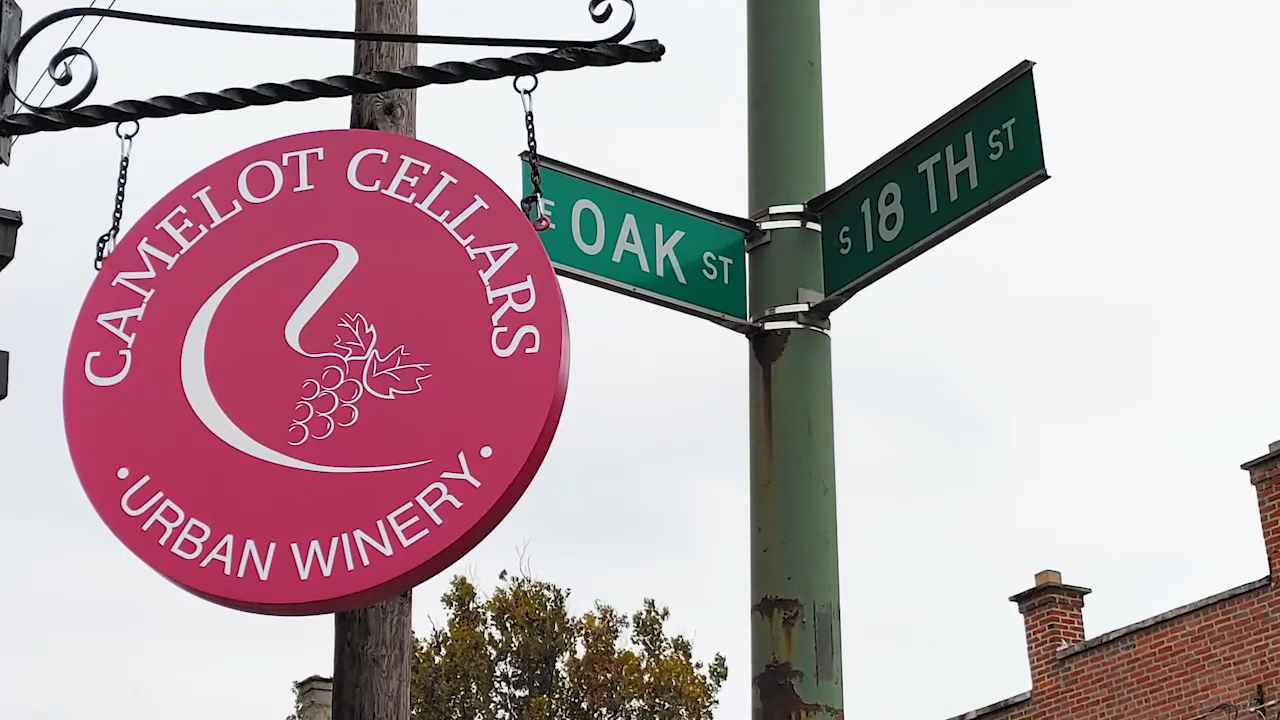 CAMELOT CELLARS
•URBAN WINERY•
E OAK ST
S 18 TH ST